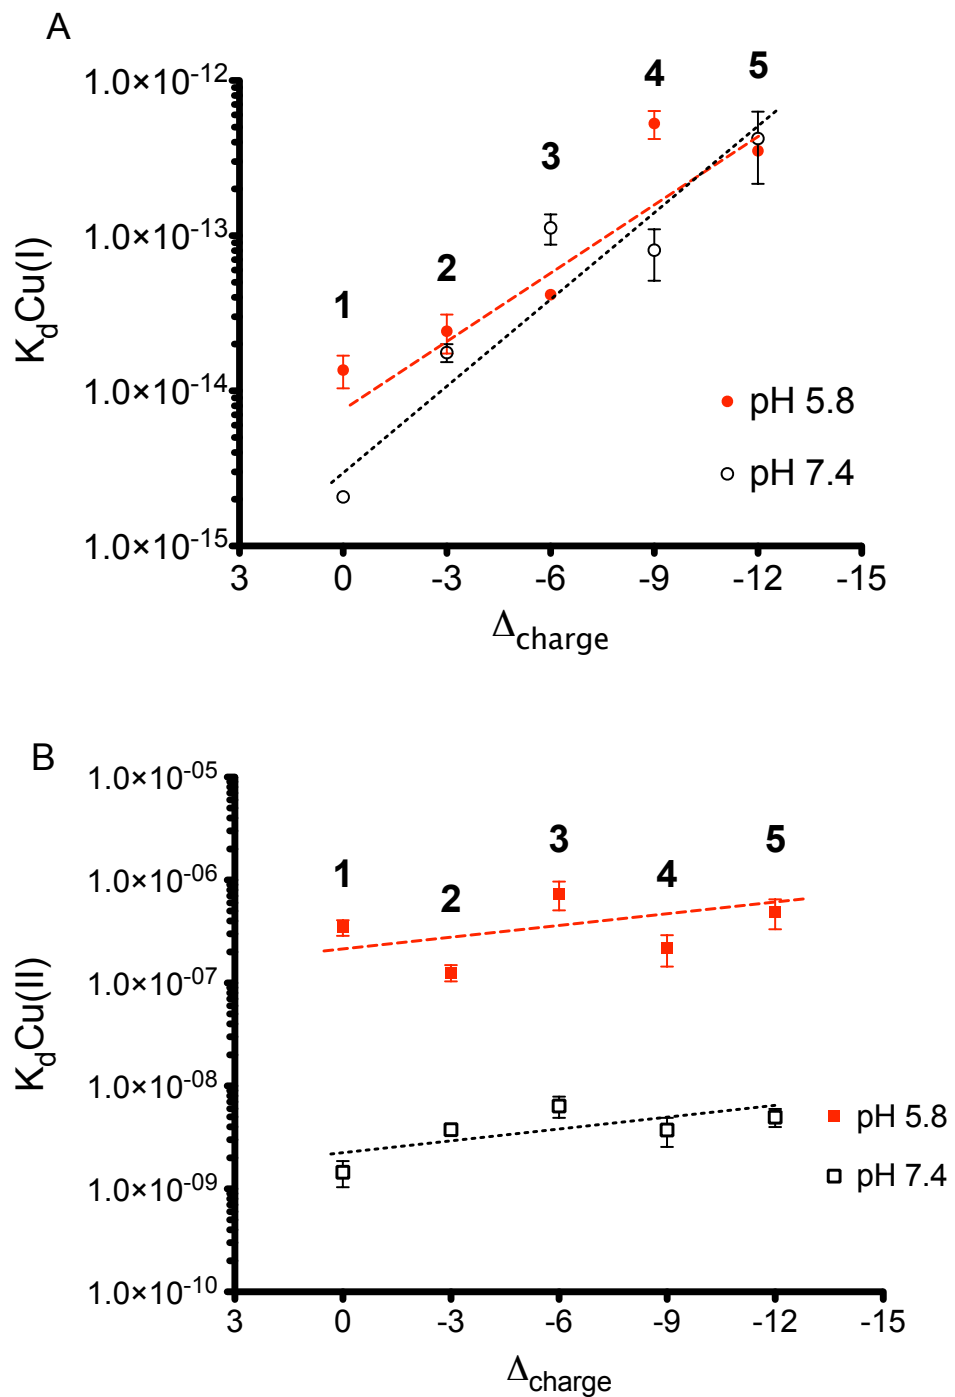 A
1.0×10-12
1.0×10-13
1.0×10-14
1.0×10-15
KdCu(I)
1
2
3
4
5
pH 5.8
pH 7.4
3 0 -3 -6 -9 -12 -15
Δcharge
B
1.0×10-05
1.0×10-06
1.0×10-07
1.0×10-08
1.0×10-09
1.0×10-10
KdCu(II)
1
2
3
4
5
pH 5.8
pH 7.4
3 0 -3 -6 -9 -12 -15
Δcharge